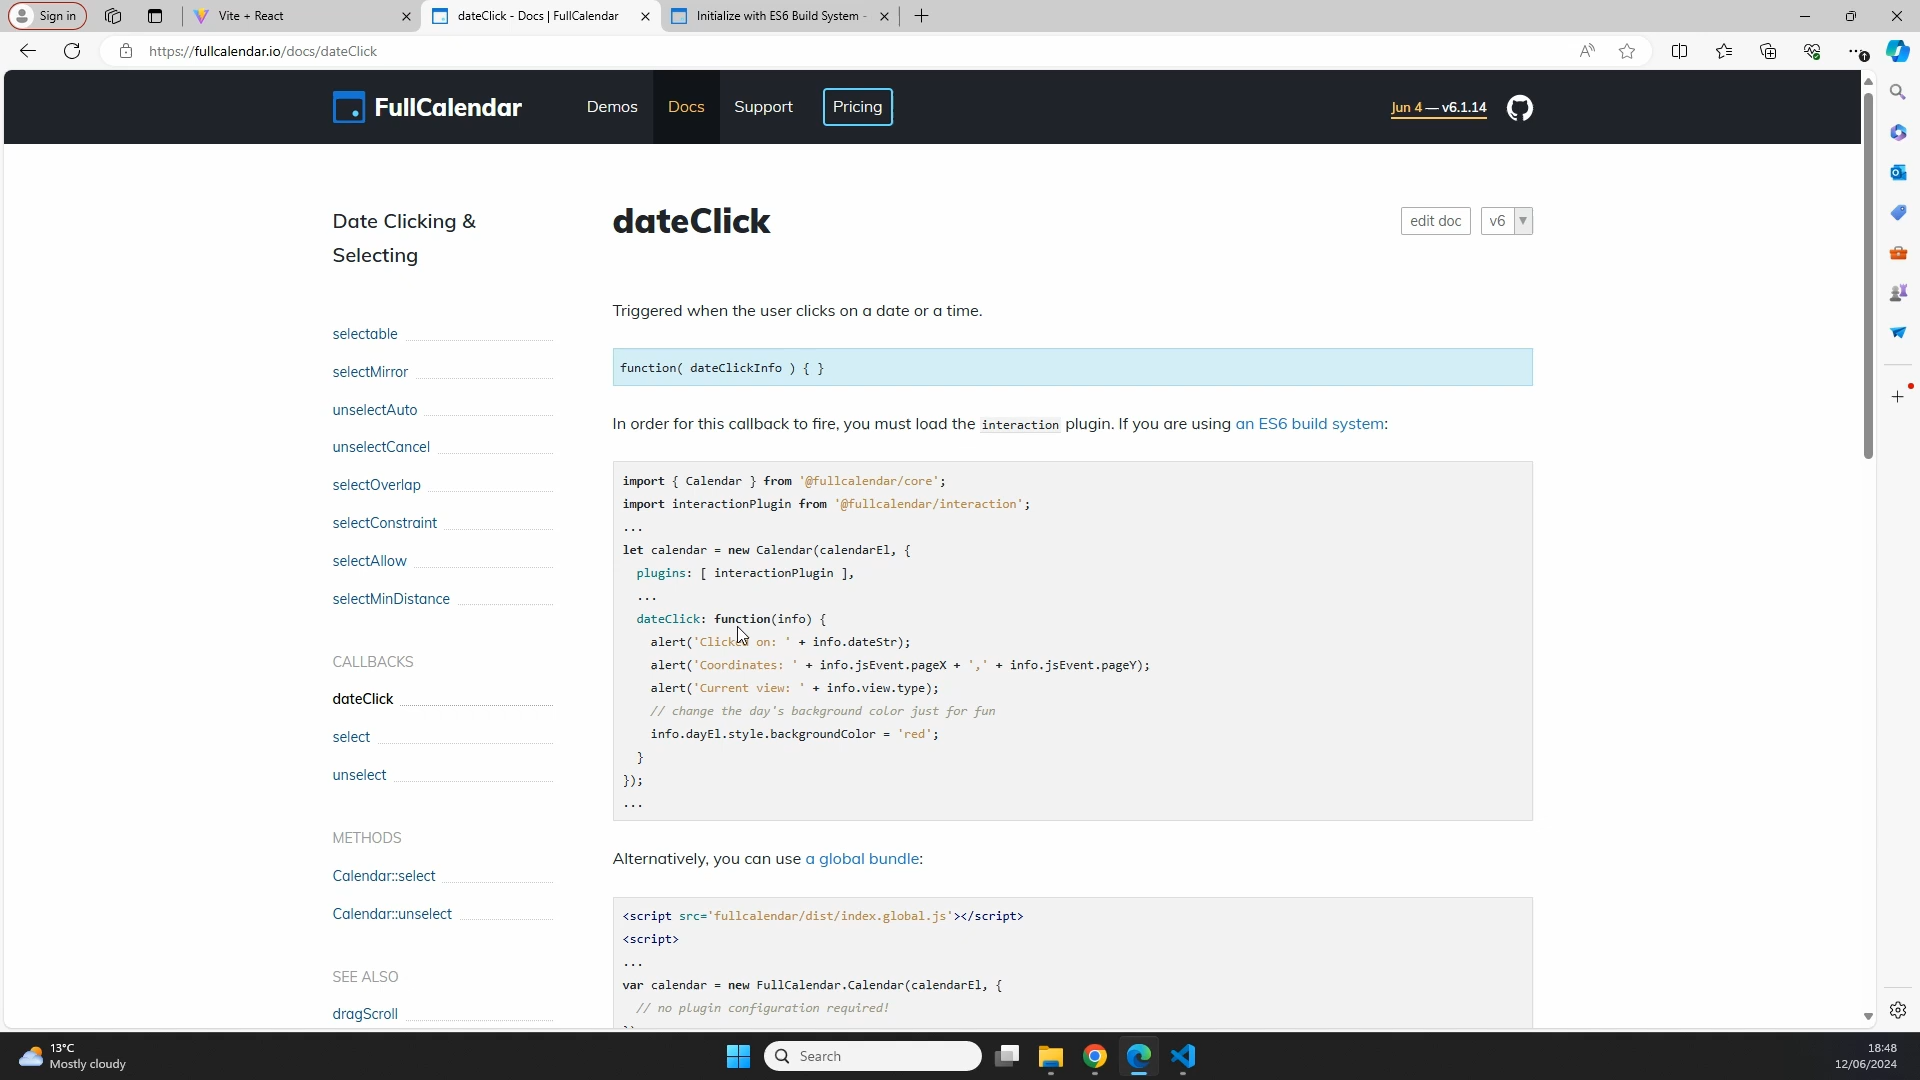 Sign in
Vite + React
dateClick - Docs | FullCalendar
Initialize with ES6 Build System -
https://fullcalendar.io/docs/dateClick
FullCalendar
Demos
Docs
Support
Pricing
Jun 4 — v6.1.14
Date Clicking &
Selecting
selectable
selectMirror
unselectAuto
unselectCancel
selectOverlap
selectConstraint
selectAllow
selectMinDistance
CALLBACKS
dateClick
select
unselect
METHODS
Calendar::select
Calendar::unselect
SEE ALSO
dragScroll
dateClick
edit doc
v6
Triggered when the user clicks on a date or a time.
function( dateClickInfo ) { }
In order for this callback to fire, you must load the interaction plugin. If you are using an ES6 build system:
import { Calendar } from '@fullcalendar/core';
import interactionPlugin from '@fullcalendar/interaction';
...
let calendar = new Calendar(calendarEl, {
plugins: [ interactionPlugin ],
...
dateClick: function(info) {
alert('Clicked on: ' + info.dateStr);
alert('Coordinates: ' + info.jsEvent.pageX + ',' + info.jsEvent.pageY);
alert('Current view: ' + info.view.type);
// change the day's background color just for fun
info.dayEl.style.backgroundColor = 'red';
}
});
...
Alternatively, you can use a global bundle:
<script src='fullcalendar/dist/index.global.js'></script>
<script>
...
var calendar = new FullCalendar.Calendar(calendarEl, {
// no plugin configuration required!
13°C
Mostly cloudy
Search
18:48
12/06/2024